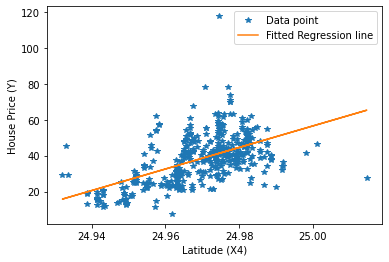 120
100
80
60
40
20
House Price (Y)
Data point
Fitted Regression line
24.94 24.96 24.98 25.00
Latitude (X4)